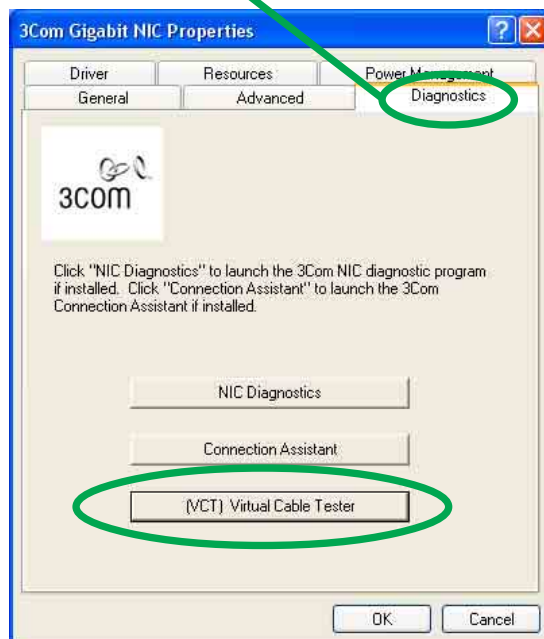 3Com Gigabit NIC Properties
Driver Resources Power Management
General Advanced Diagnostics
3COM
Click "NIC Diagnostics" to launch the 3Com NIC diagnostic program
if installed. Click "Connection Assistant" to launch the 3Com
Connection Assistant if installed.
NIC Diagnostics
Connection Assistant
(VCT) Virtual Cable Tester
OK Cancel